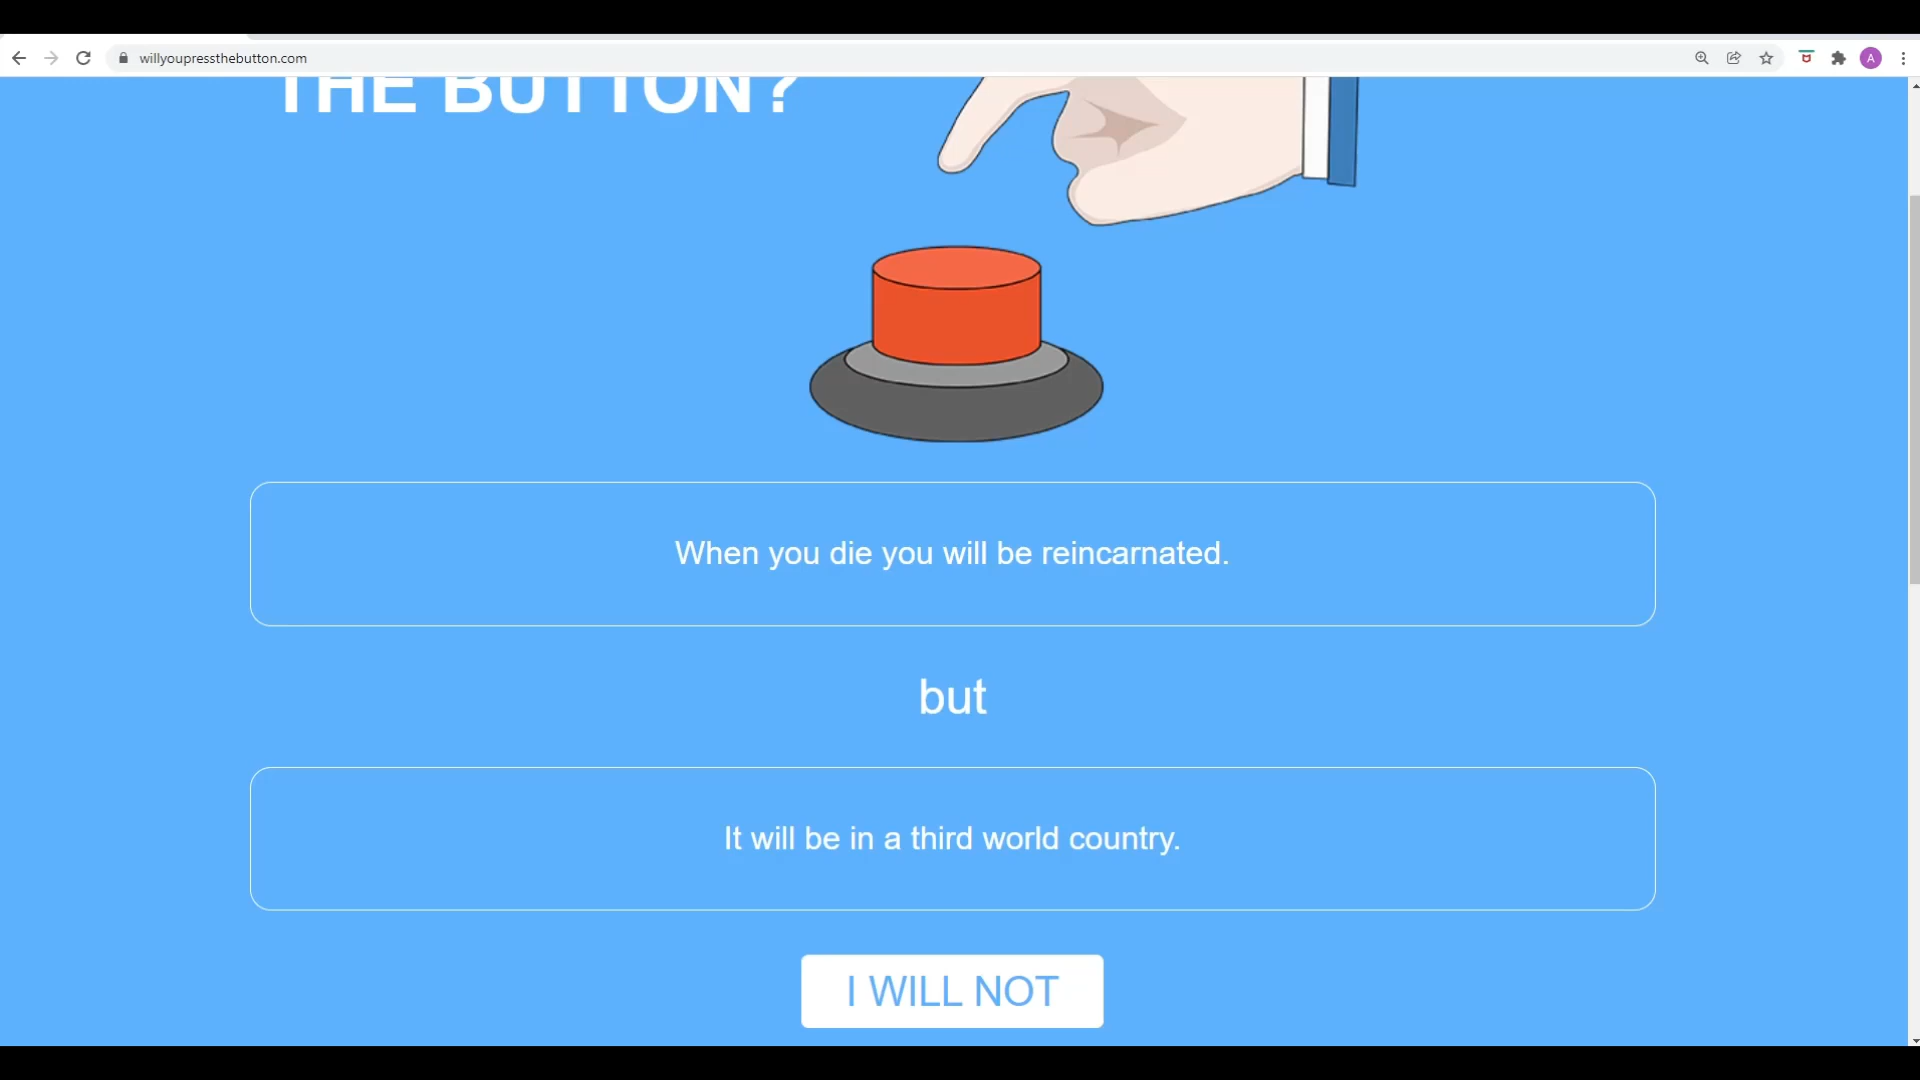 willyoupressthebutton.com
A
THE BUTTON?
When you die you will be reincarnated.
but
It will be in a third world country.
I WILL NOT